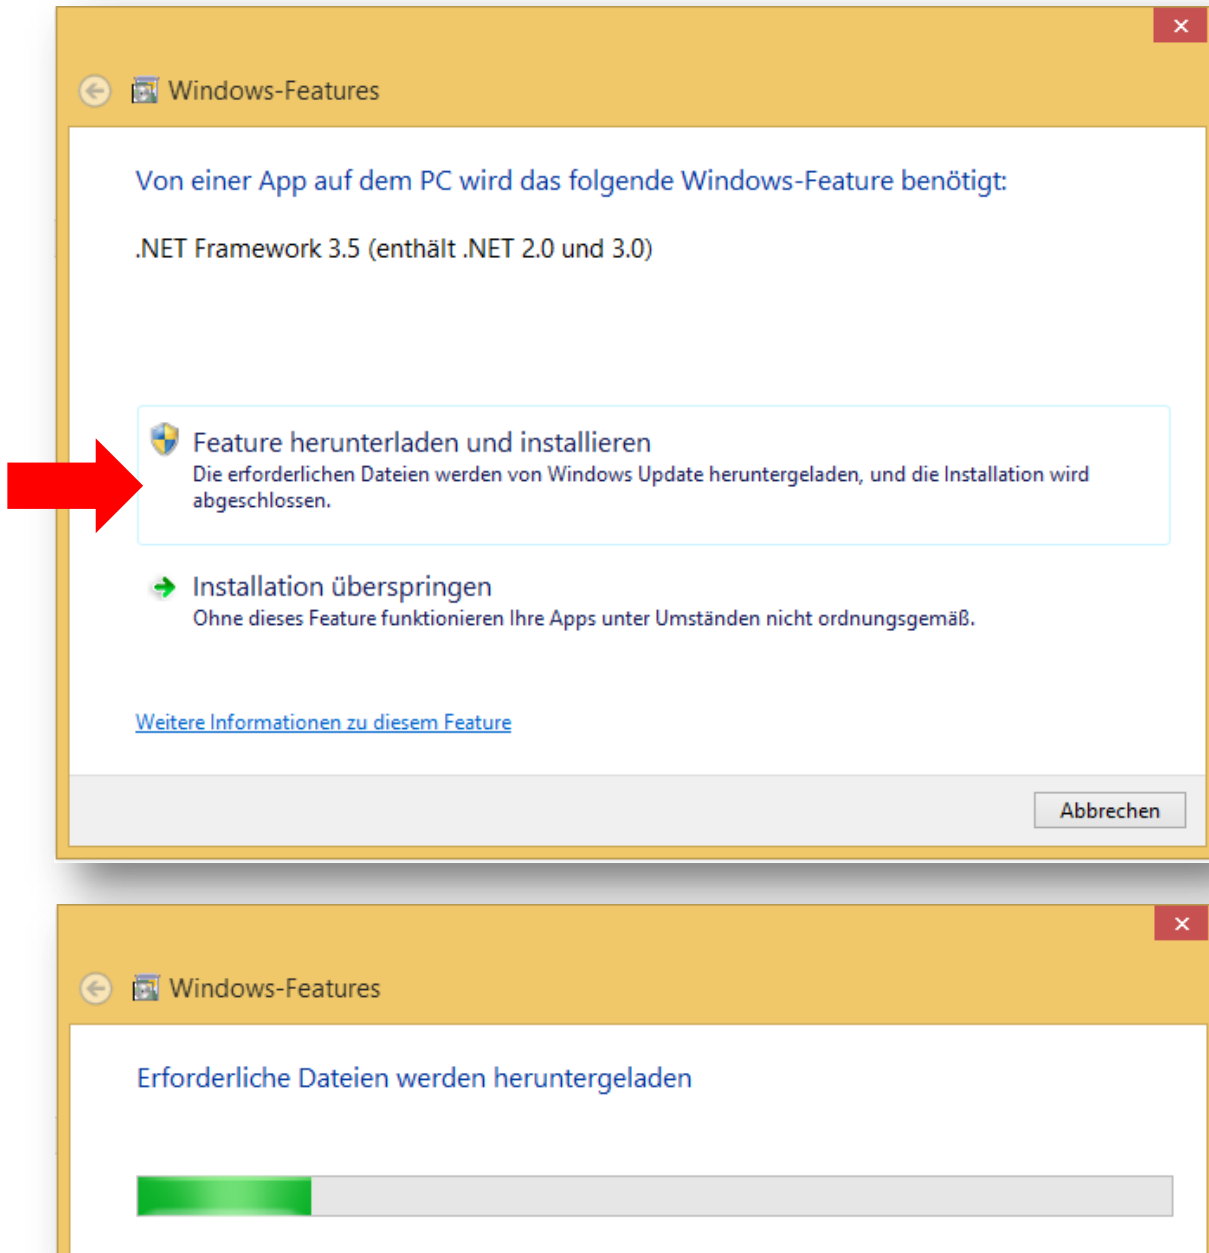 Windows-Features
Von einer App auf dem PC wird das folgende Windows-Feature benötigt:
.NET Framework 3.5 (enthält .NET 2.0 und 3.0)
Feature herunterladen und installieren
Die erforderlichen Dateien werden von Windows Update heruntergeladen, und die Installation wird
abgeschlossen.
Installation überspringen
Ohne dieses Feature funktionieren Ihre Apps unter Umständen nicht ordnungsgemäß.
Weitere Informationen zu diesem Feature
Abbrechen
Windows-Features
Erforderliche Dateien werden heruntergeladen